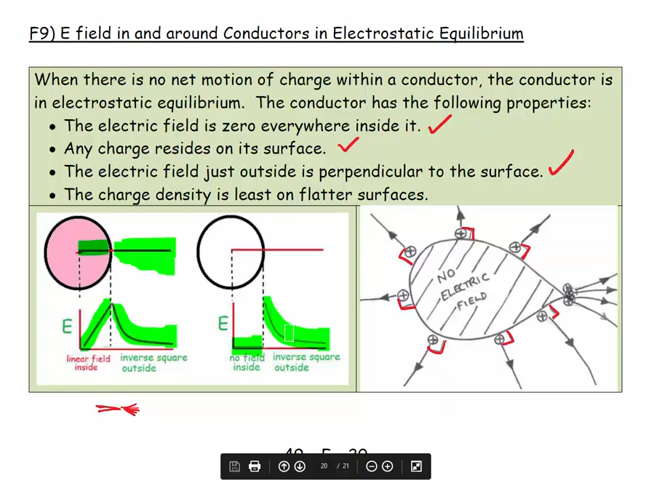 F9) E field in and around Conductors in Electrostatic Equilibrium
When there is no net motion of charge within a conductor, the conductor is
in electrostatic equilibrium. The conductor has the following properties:
• The electric field is zero everywhere inside it.
• Any charge resides on its surface.
• The electric field just outside is perpendicular to the surface.
• The charge density is least on flatter surfaces.
E
linear field
inside
inverse square
outside
E
no field
inside
inverse square
outside
NO
ELECTRIC
FIELD
20 / 21